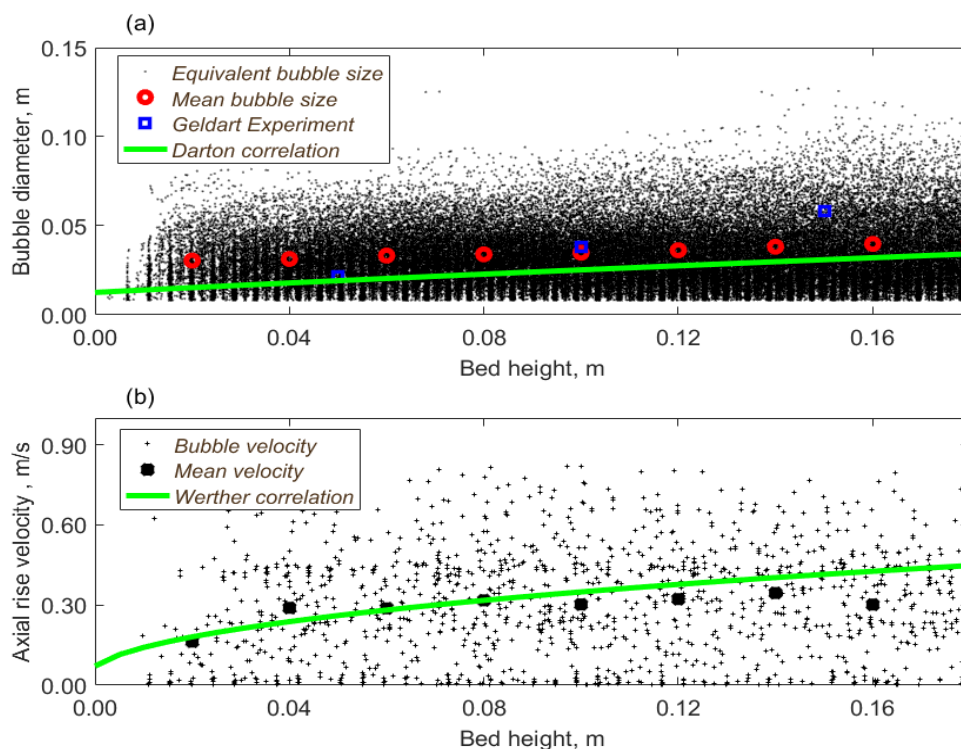 (a)
0.15
0.10
0.05
0.00
Bubble diameter, m
Equivalent bubble size
Mean bubble size
Geldart Experiment
Darton correlation
0.00 0.04 0.08 0.12 0.16
Bed height, m
(b)
0.90
0.60
0.30
0.00
Axial rise velocity , m/s
Bubble velocity
Mean velocity
Werther correlation
0.00 0.04 0.08 0.12 0.16
Bed height, m